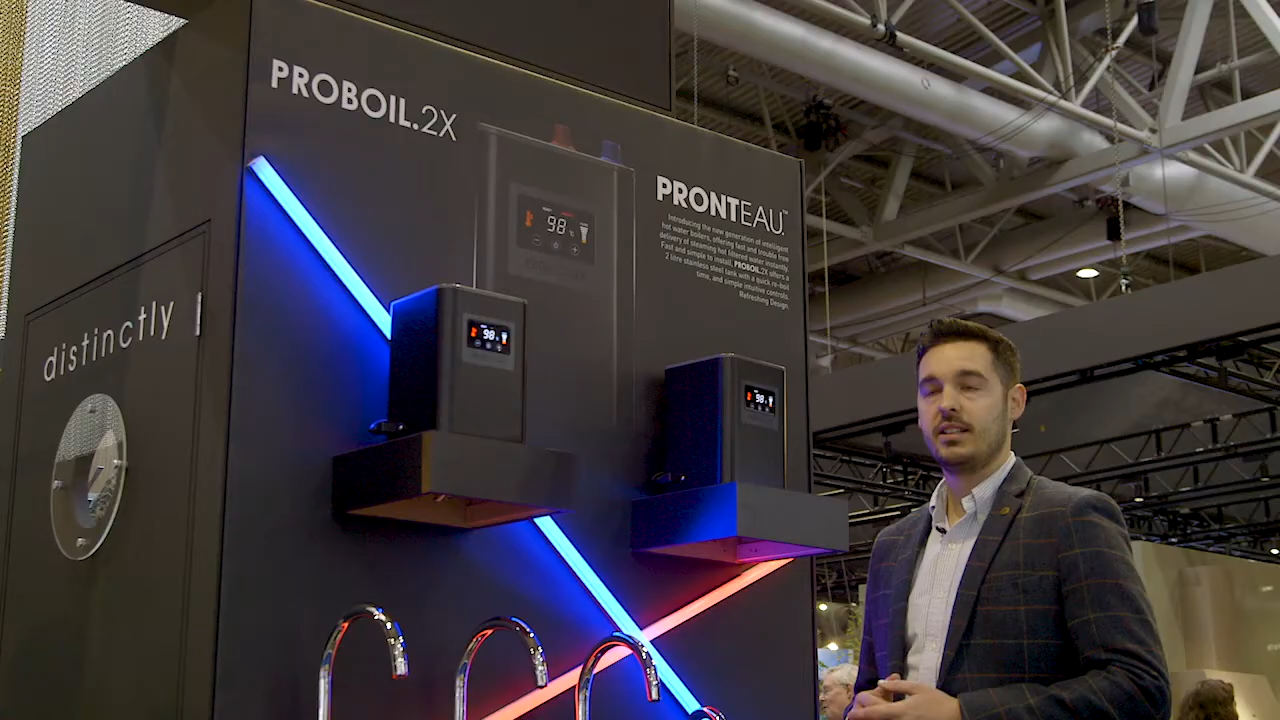 PROBOIL.2X
PRONTEAU™
Introducing the new generation of intelligent
hot water boilers, offering fast and trouble free
delivery of steaming hot filtered water instantly.
Fast and simple to install, PROBOIL.2X offers a
2 litre stainless steel tank with a quick re-boil
time, and simple intuitive controls.
Refreshing Design.
distinctly
98
98
98